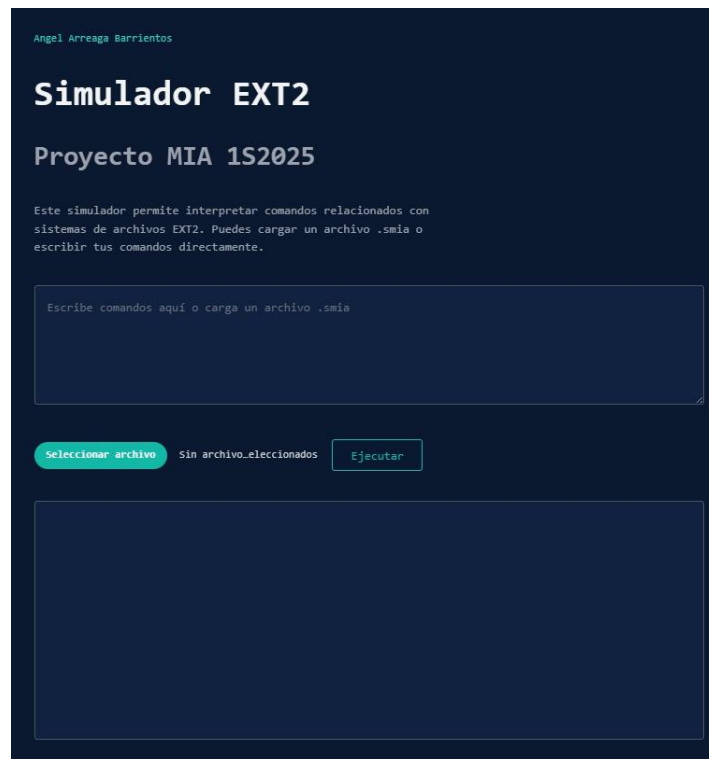 Angel Arreaga Barrientos
Simulador EXT2
Proyecto MIA 1S2025
Este simulador permite interpretar comandos relacionados con
sistemas de archivos EXT2. Puedes cargar un archivo .smia o
escribir tus comandos directamente.
Escribe comandos aquí o carga un archivo .smia
Seleccionar archivo Sin archivo…eleccionados Ejecutar